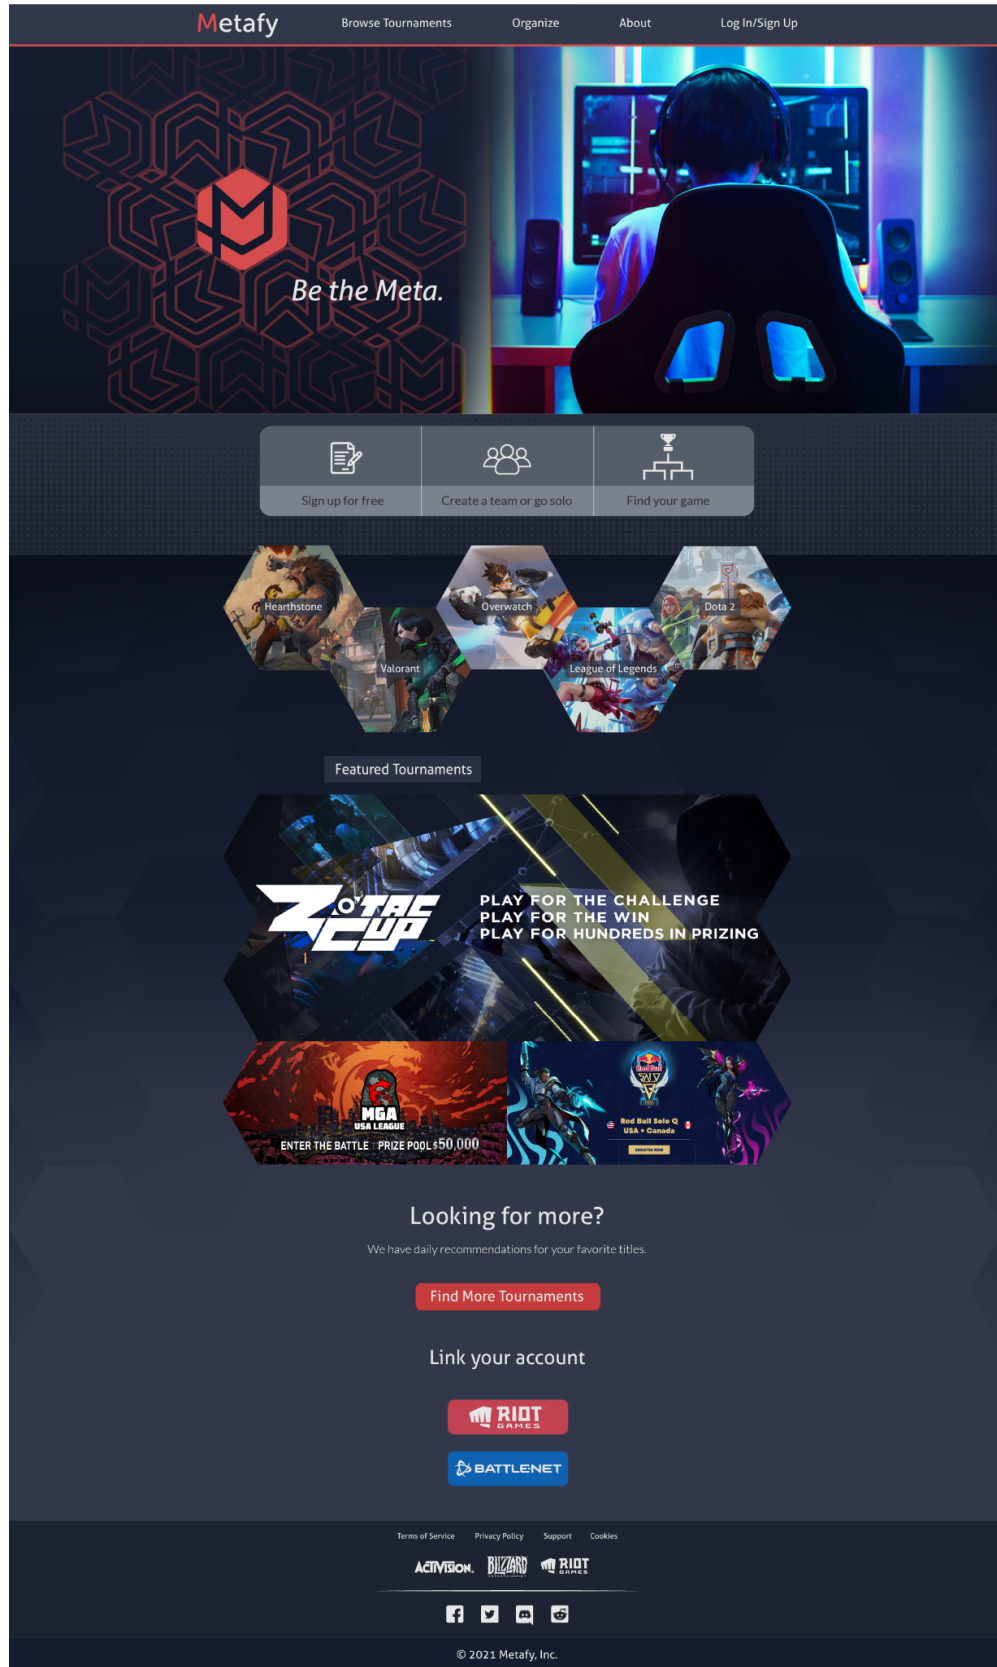 Metafy
Browse Tournaments
Organize
About
Log In/Sign Up
Be the Meta.
Sign up for free
Create a team or go solo
Find your game
Hearthstone
Overwatch
Dota 2
Valorant
League of Legends
Featured Tournaments
ZOTAC
CUP
PLAY FOR THE CHALLENGE
PLAY FOR THE WIN
PLAY FOR HUNDREDS IN PRIZING
MGA
USA LEAGUE
ENTER THE BATTLE PRIZE POOL $50,000
Red Bull
Red Bull Solo Q
USA • Canada
REGISTER NOW
Looking for more?
We have daily recommendations for your favorite titles.
Find More Tournaments
Link your account
RIOT
GAMES
BATTLE.NET
Terms of Service
Privacy Policy
Support
Cookies
ACTIVISION.
BLIZZARD
ENTERTAINMENT
RIOT
GAMES
© 2021 Metafy, Inc.